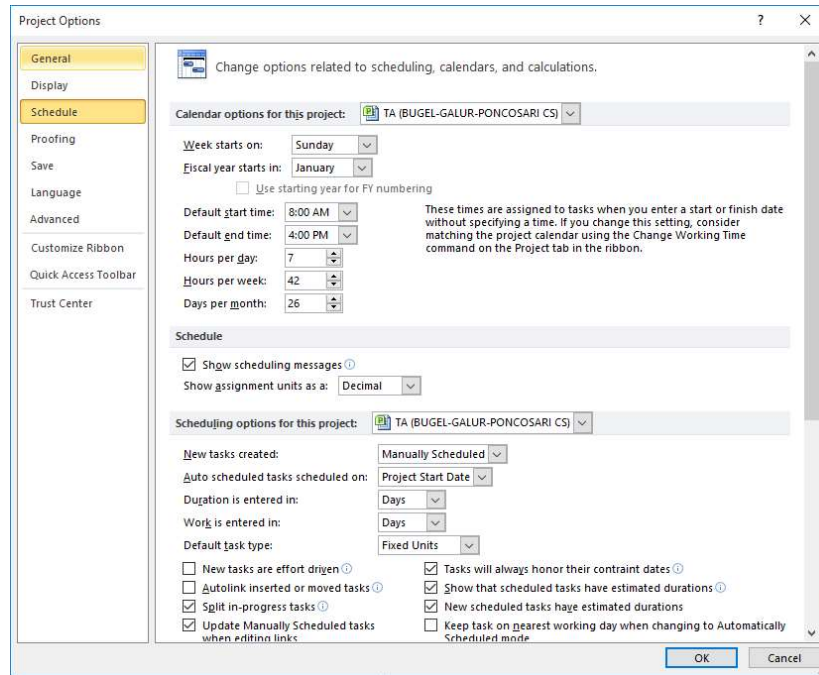 Project Options
?
General
Display
Schedule
Proofing
Save
Language
Advanced
Customize Ribbon
Quick Access Toolbar
Trust Center
Change options related to scheduling, calendars, and calculations.
Calendar options for this project: TA (BUGEL-GALUR-PONCOSARI CS)
Week starts on: Sunday
Fiscal year starts in: January
Use starting year for FY numbering
Default start time: 8:00 AM
Default end time: 4:00 PM
Hours per day: 7
Hours per week: 42
Days per month: 26
These times are assigned to tasks when you enter a start or finish date
without specifying a time. If you change this setting, consider
matching the project calendar using the Change Working Time
command on the Project tab in the ribbon.
Schedule
Show scheduling messages
Show assignment units as a: Decimal
Scheduling options for this project: TA (BUGEL-GALUR-PONCOSARI CS)
New tasks created: Manually Scheduled
Auto scheduled tasks scheduled on: Project Start Date
Duration is entered in: Days
Work is entered in: Days
Default task type: Fixed Units
New tasks are effort driven
Autolink inserted or moved tasks
Split in-progress tasks
Update Manually Scheduled tasks
when editing links
Tasks will always honor their contraint dates
Show that scheduled tasks have estimated durations
New scheduled tasks have estimated durations
Keep task on nearest working day when changing to Automatically
Scheduled mode
OK
Cancel